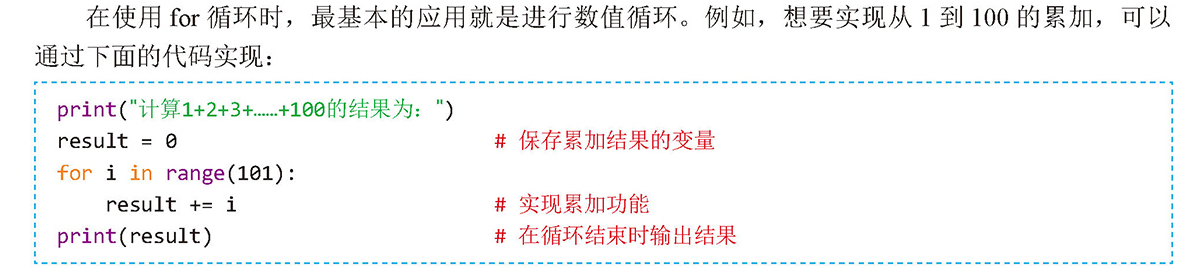 在使用 for 循环时，最基本的应用就是进行数值循环。例如，想要实现从 1 到 100 的累加，可以
通过下面的代码实现：
print("计算1+2+3+……+100的结果为：")
result = 0 # 保存累加结果的变量
for i in range(101):
    result += i # 实现累加功能
print(result) # 在循环结束时输出结果